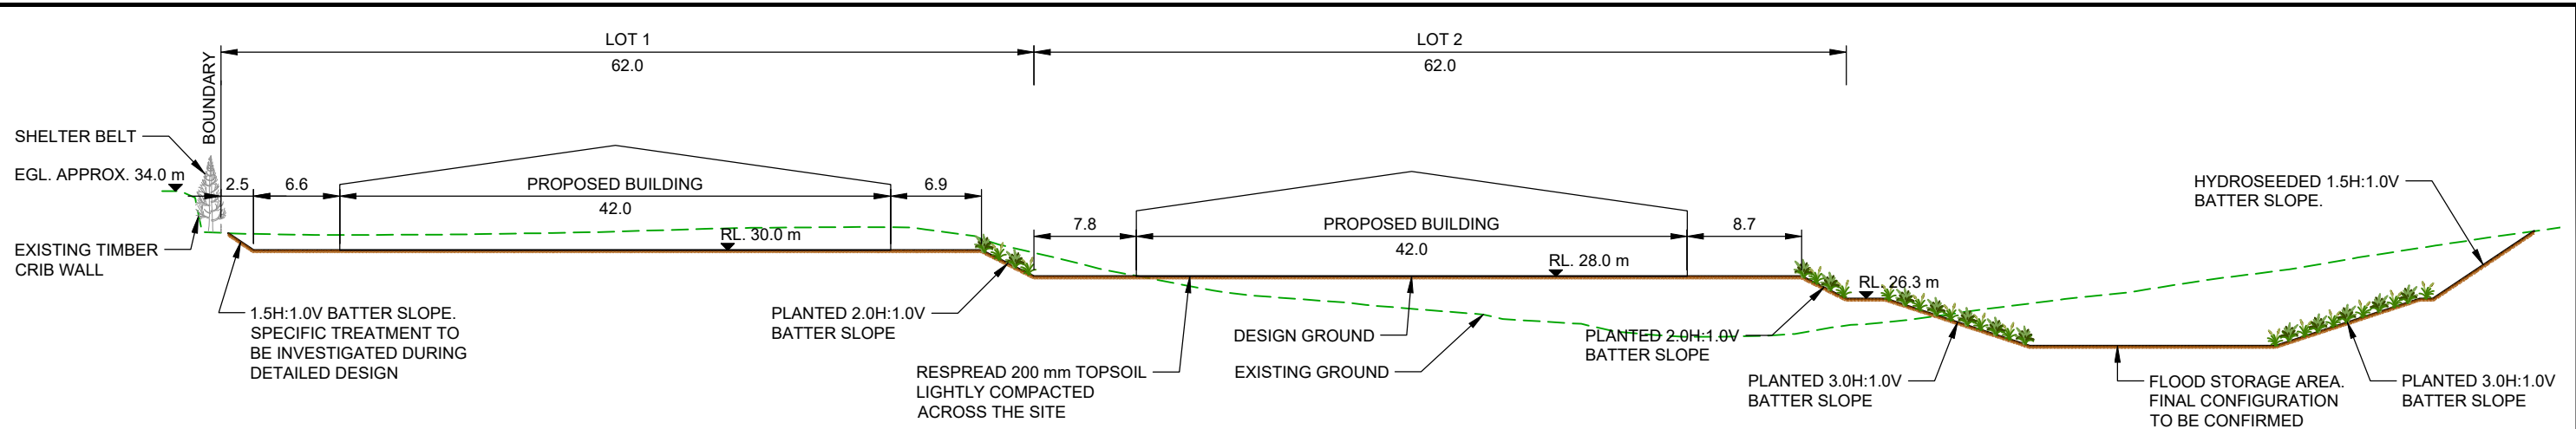 LOT 1
62.0
LOT 2
62.0
BOUNDARY
SHELTER BELT
EGL. APPROX. 34.0 m
2.5
6.6
PROPOSED BUILDING
42.0
6.9
RL. 30.0 m
EXISTING TIMBER
CRIB WALL
1.5H:1.0V BATTER SLOPE.
SPECIFIC TREATMENT TO
BE INVESTIGATED DURING
DETAILED DESIGN
PLANTED 2.0H:1.0V
BATTER SLOPE
7.8
PROPOSED BUILDING
42.0
8.7
RL. 28.0 m
RL. 26.3 m
RESPREAD 200 mm TOPSOIL
LIGHTLY COMPACTED
ACROSS THE SITE
DESIGN GROUND
EXISTING GROUND
PLANTED 2.0H:1.0V
BATTER SLOPE
PLANTED 3.0H:1.0V
BATTER SLOPE
HYDROSEEDED 1.5H:1.0V
BATTER SLOPE.
FLOOD STORAGE AREA.
FINAL CONFIGURATION
TO BE CONFIRMED
PLANTED 3.0H:1.0V
BATTER SLOPE